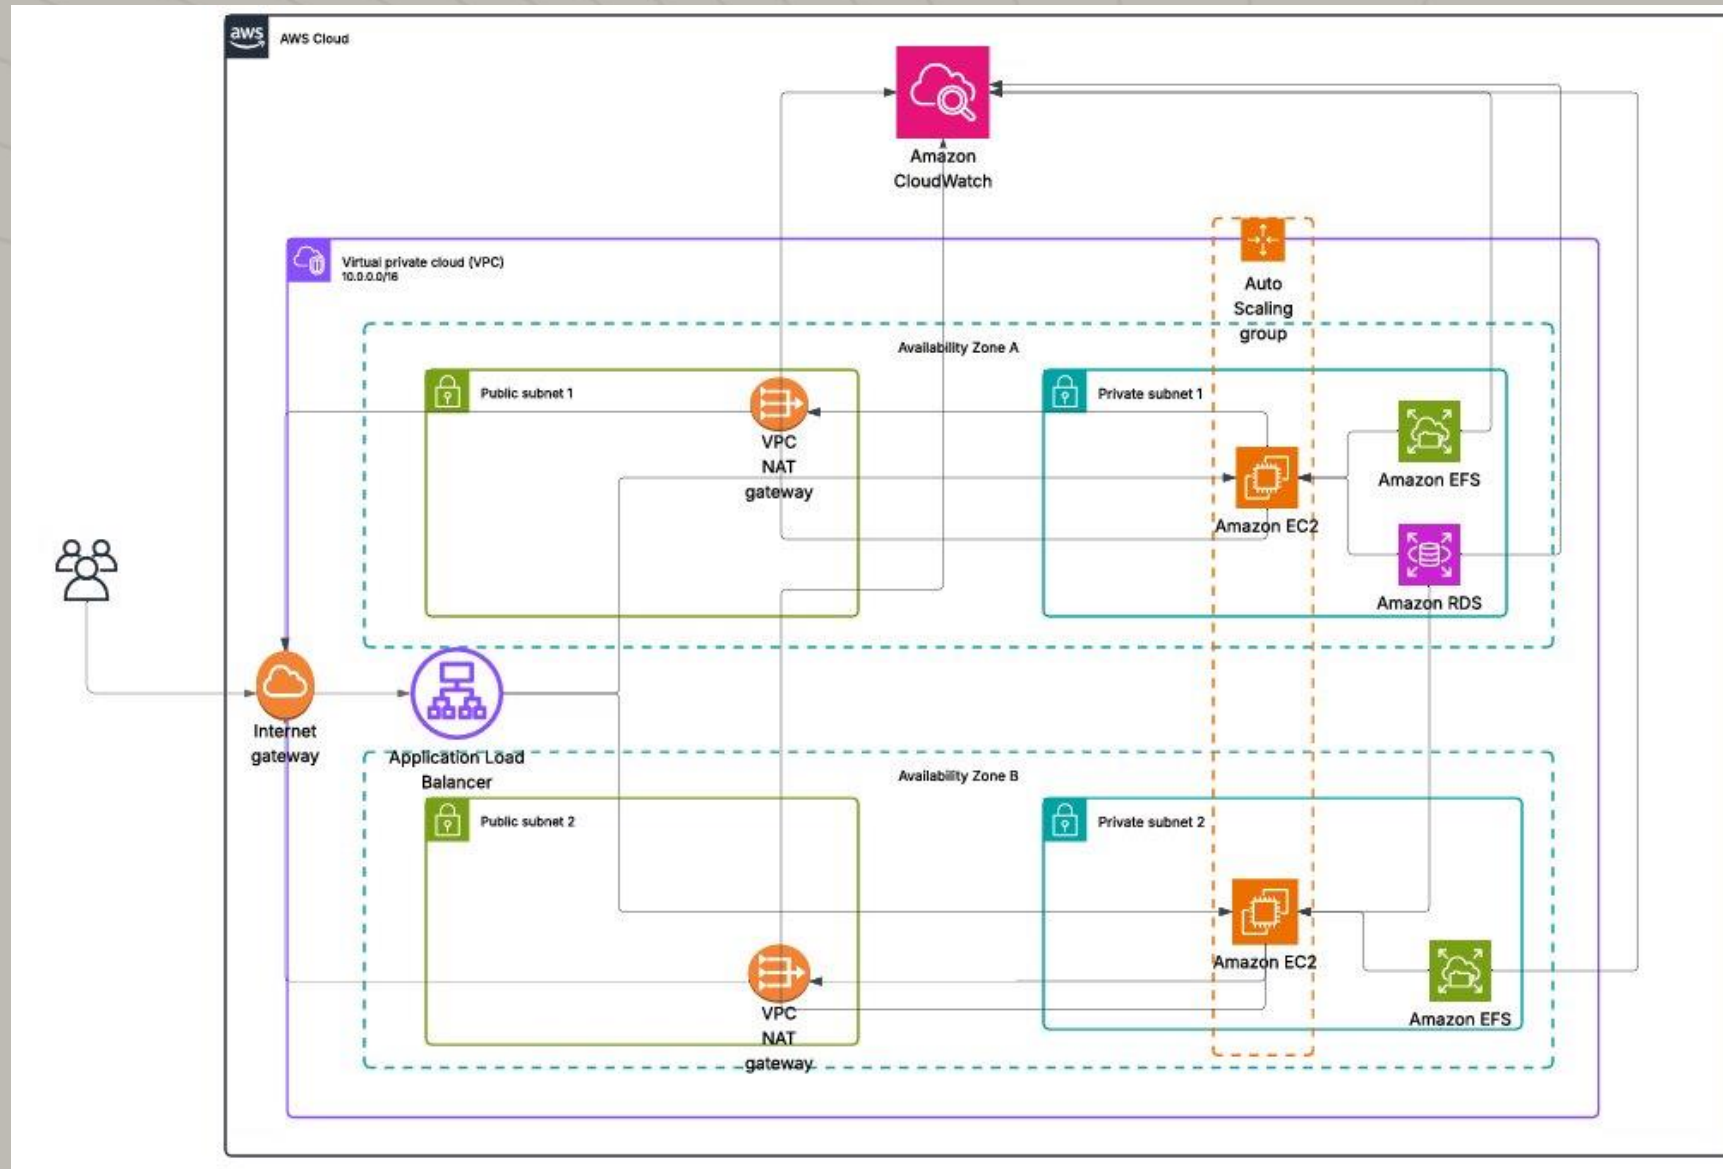 aws
AWS Cloud
Amazon
CloudWatch
Virtual private cloud (VPC)
10.0.0.0/16
Auto
Scaling
group
Availability Zone A
Public subnet 1
VPC
NAT
gateway
Private subnet 1
Amazon EC2
Amazon EFS
Amazon RDS
Internet
gateway
Application Load
Balancer
Availability Zone B
Public subnet 2
VPC
NAT
gateway
Private subnet 2
Amazon EC2
Amazon EFS